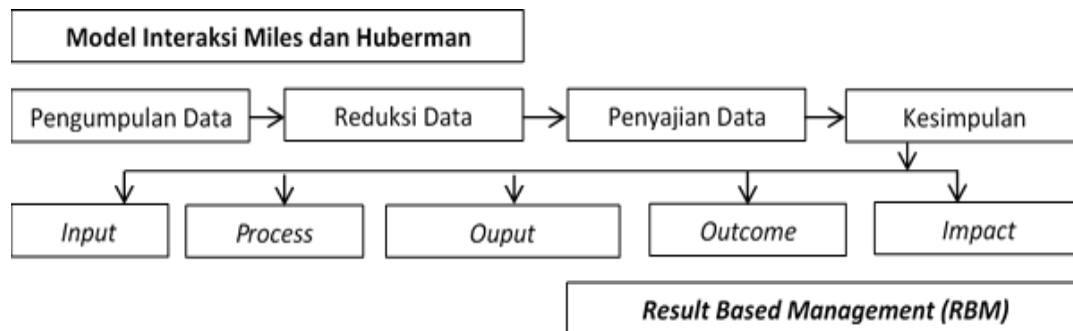 Model Interaksi Miles dan Huberman
Pengumpulan Data
Reduksi Data
Penyajian Data
Kesimpulan
Input
Process
Ouput
Outcome
Impact
Result Based Management (RBM)